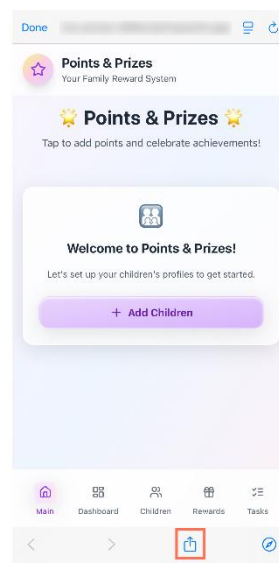 Done
Points & Prizes
Your Family Reward System
🌟 Points & Prizes 🌟
Tap to add points and celebrate achievements!
Welcome to Points & Prizes!
Let's set up your children's profiles to get started.
+ Add Children
Main Dashboard Children Rewards Tasks